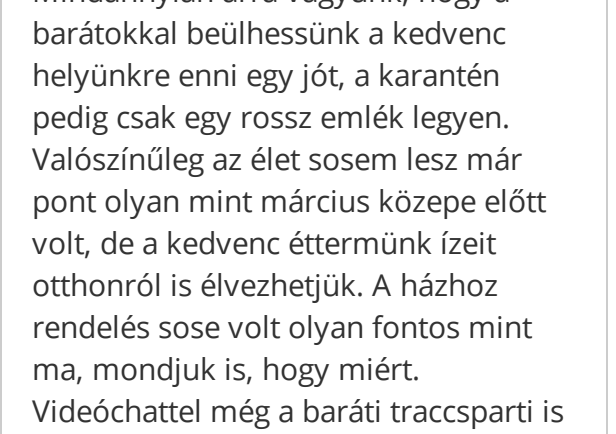 barátokkal beülhessünk a kedvenc
helyünkre enni egy jót, a karantén
pedig csak egy rossz emlék legyen.
Valószínűleg az élet sosem lesz már
pont olyan mint március közepe előtt
volt, de a kedvenc éttermünk ízeit
otthonról is élvezhetjük. A házhoz
rendelés sose volt olyan fontos mint
ma, mondjuk is, hogy miért.
Videóchattel még a baráti traccsparti is